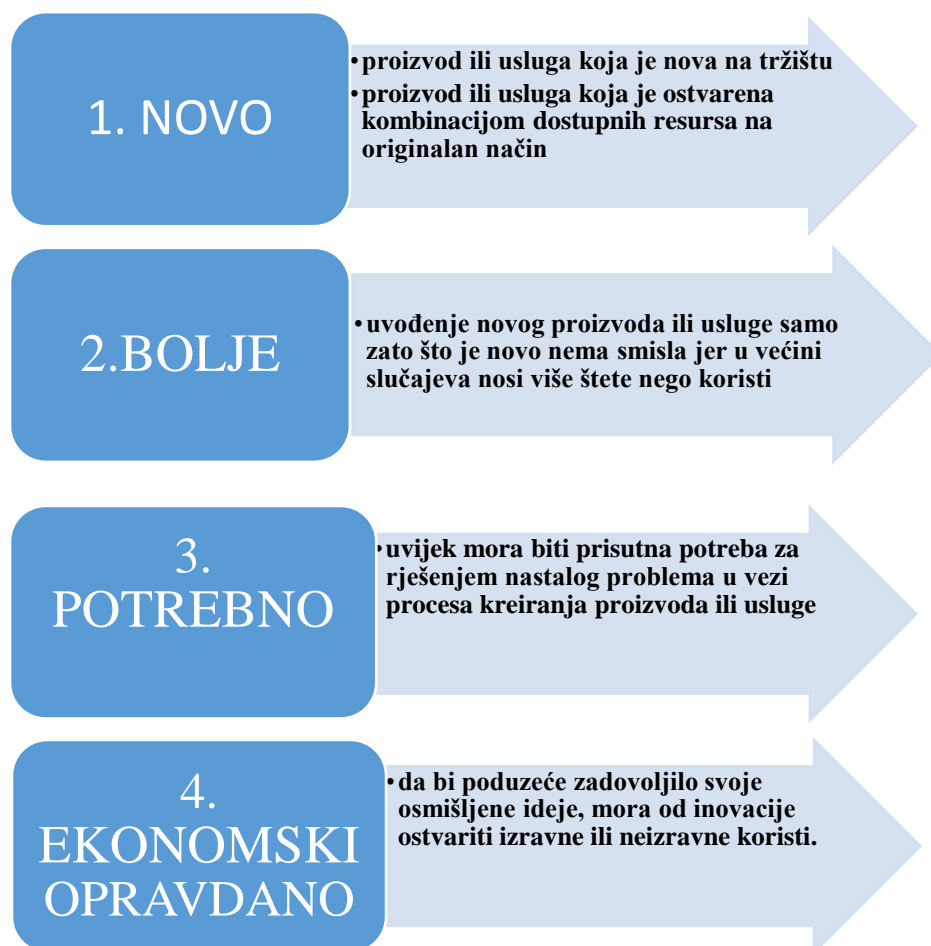 1. NOVO
•proizvod ili usluga koja je nova na tržištu
•proizvod ili usluga koja je ostvarena
kombinacijom dostupnih resursa na
originalan način
2.BOLJE
•uvođenje novog proizvoda ili usluge samo
zato što je novo nema smisla jer u većini
slučajeva nosi više štete nego koristi
3.
POTREBNO
•uvijek mora biti prisutna potreba za
rješenjem nastalog problema u vezi
procesa kreiranja proizvoda ili usluge
4.
EKONOMSKI
OPRAVDANO
•da bi poduzeće zadovoljilo svoje
osmišljene ideje, mora od inovacije
ostvariti izravne ili neizravne koristi.